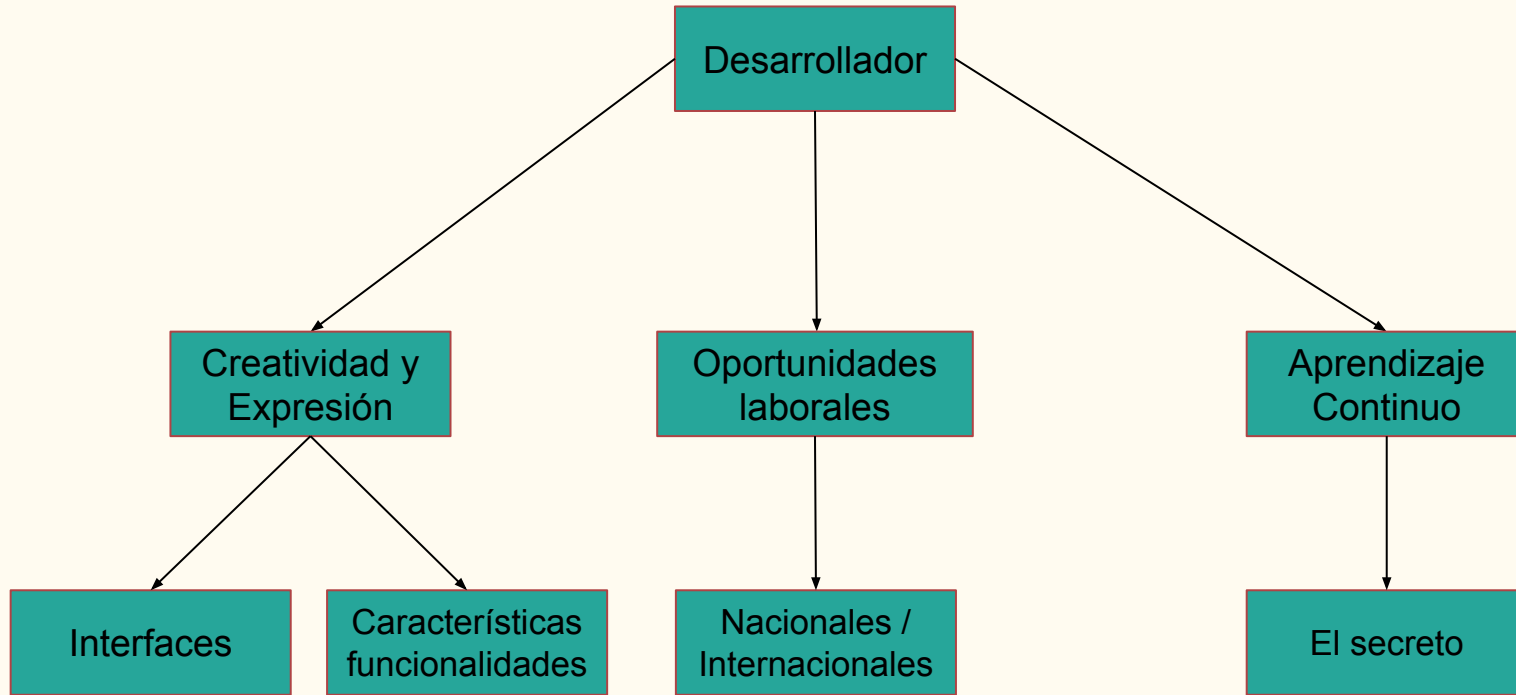 Desarrollador
Creatividad y
Expresión
Oportunidades
laborales
Aprendizaje
Continuo
Interfaces
Características
funcionalidades
Nacionales /
Internacionales
El secreto